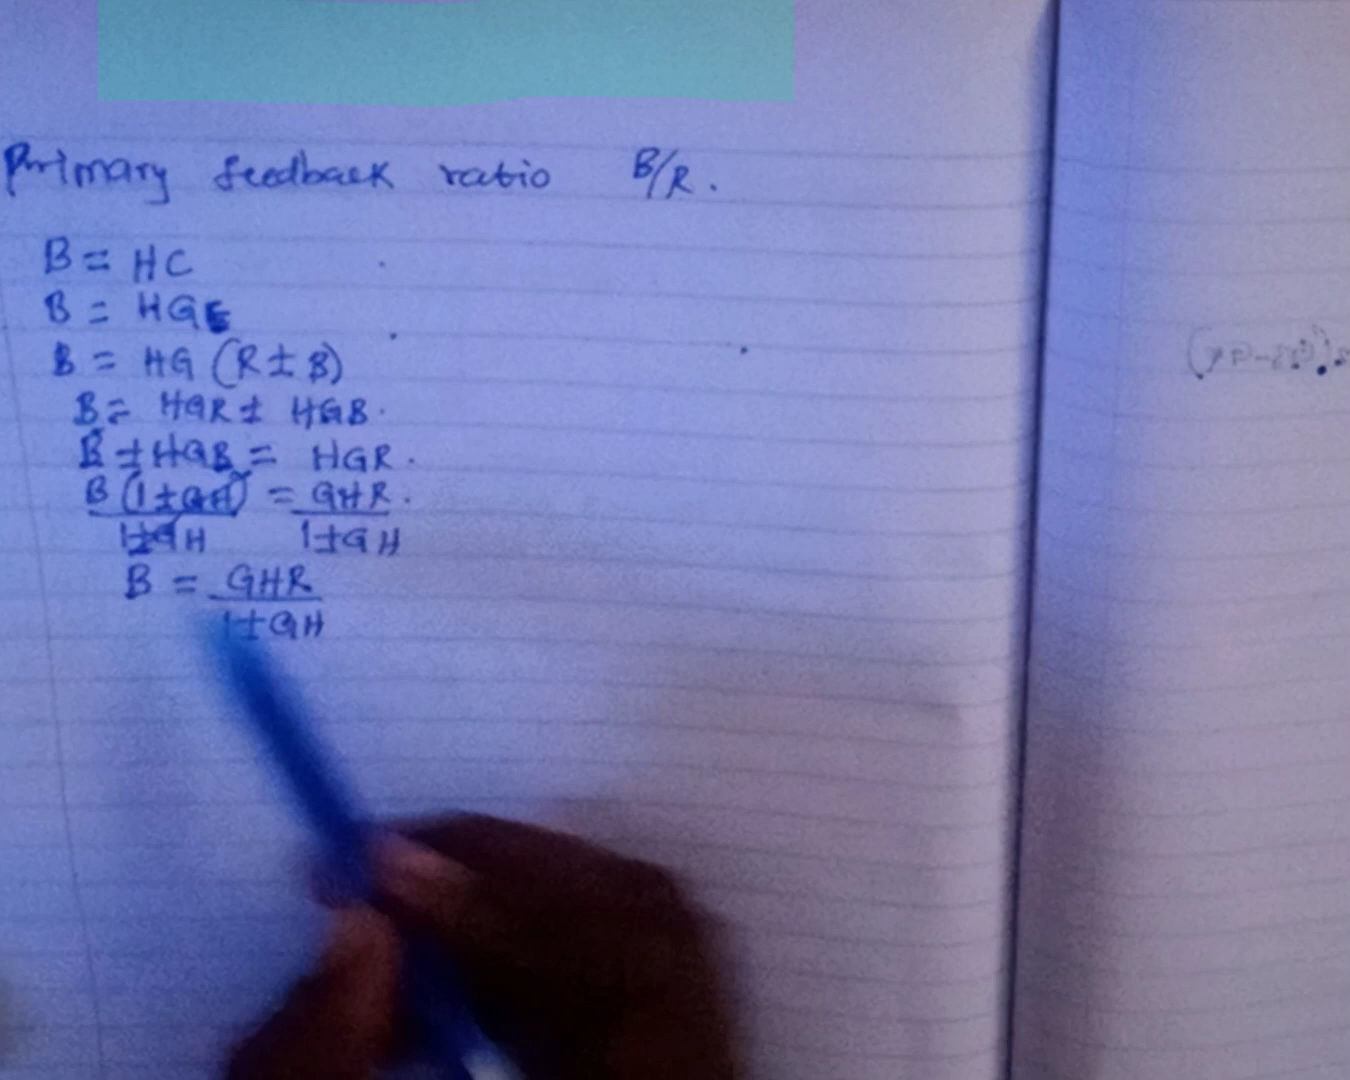 Primary feedback ratio B/R.
B = HC
B = HGE
B = HG (R ± B)
B = HGR ± HGB.
B ± HGB = HGR.
B (1±GH) = GHR.
1±GH 1±GH
B = GHR
1±GH